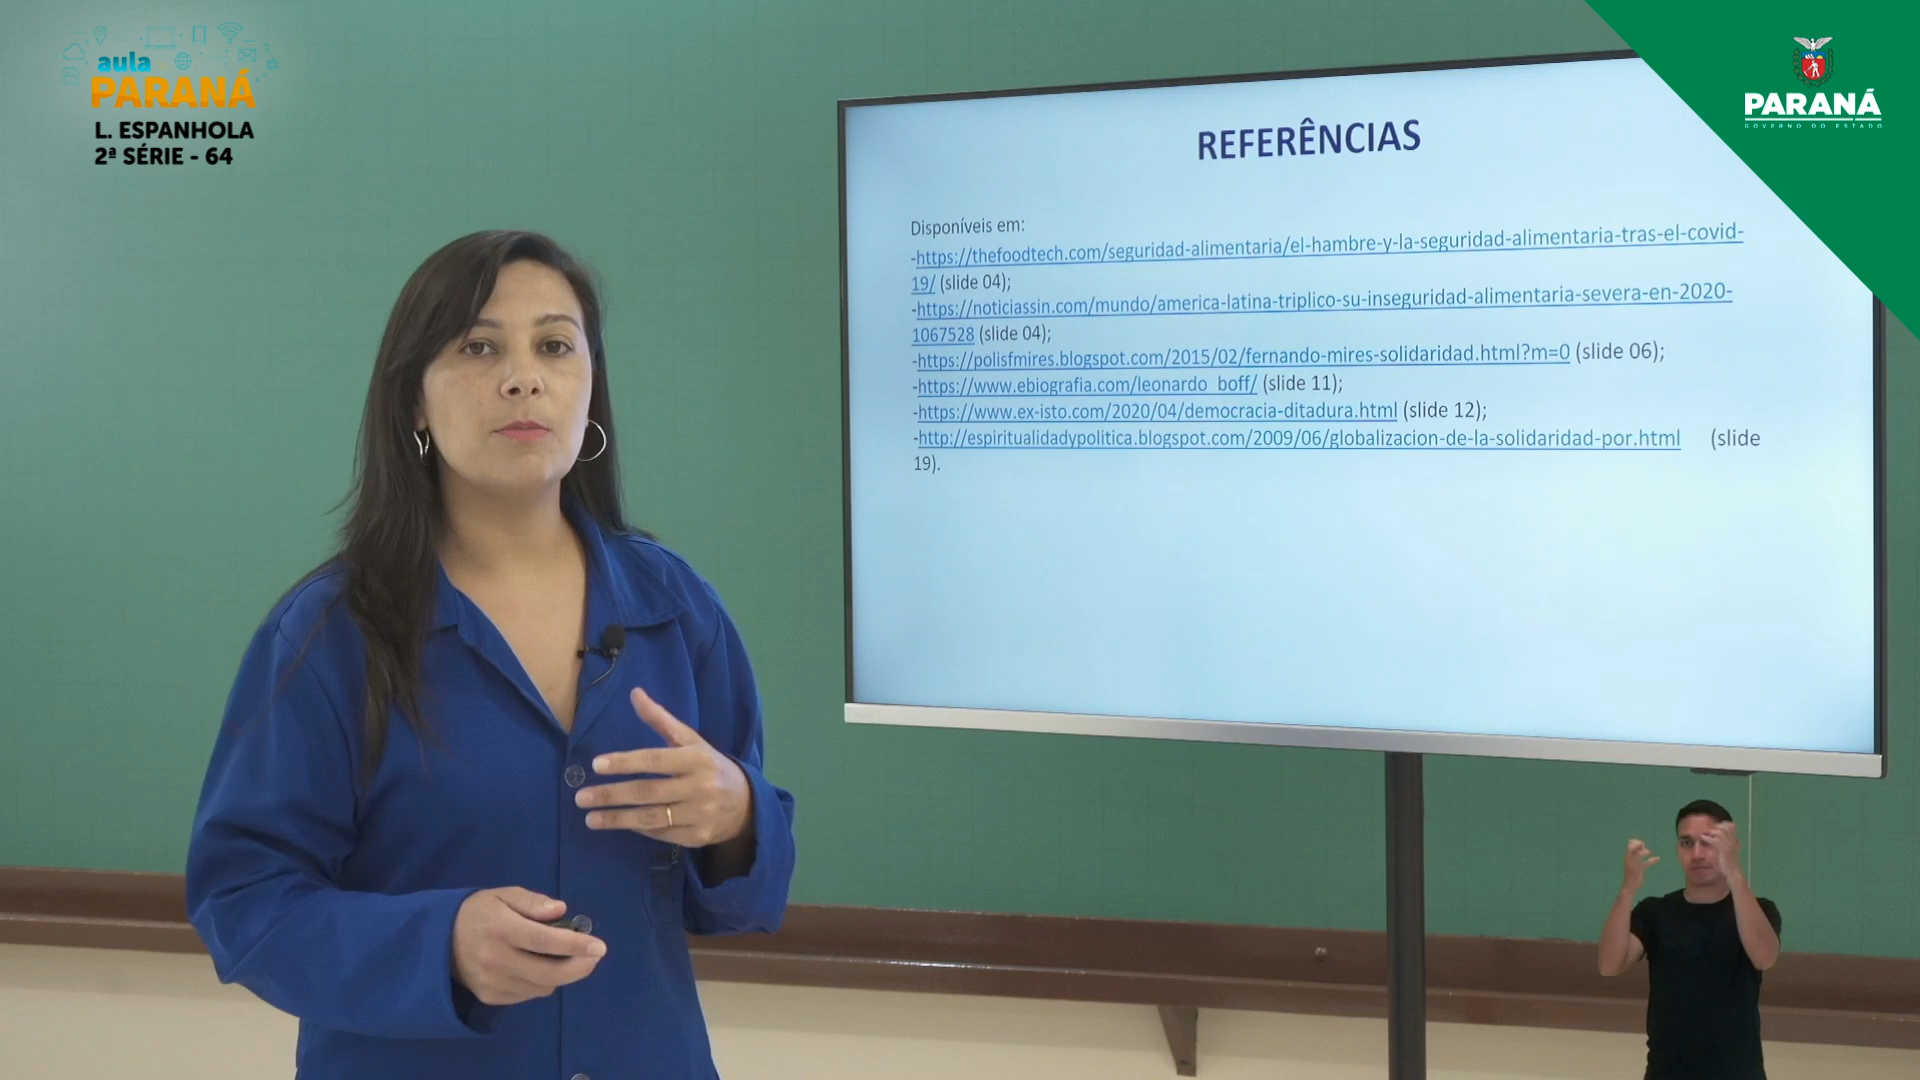 aula
PARANÁ
L. ESPANHOLA
2ª SÉRIE - 64
PARANÁ
GOVERNO DO ESTADO
REFERÊNCIAS
Disponíveis em:
-https://thefoodtech.com/seguridad-alimentaria/el-hambre-y-la-seguridad-alimentaria-tras-el-covid-
19/ (slide 04);
-https://noticiassin.com/mundo/america-latina-triplico-su-inseguridad-alimentaria-severa-en-2020-
1067528 (slide 04);
-https://polisfmires.blogspot.com/2015/02/fernando-mires-solidaridad.html?m=0 (slide 06);
-https://www.ebiografia.com/leonardo_boff/ (slide 11);
-https://www.ex-isto.com/2020/04/democracia-ditadura.html (slide 12);
-http://espiritualidadypolitica.blogspot.com/2009/06/globalizacion-de-la-solidaridad-por.html (slide
19).